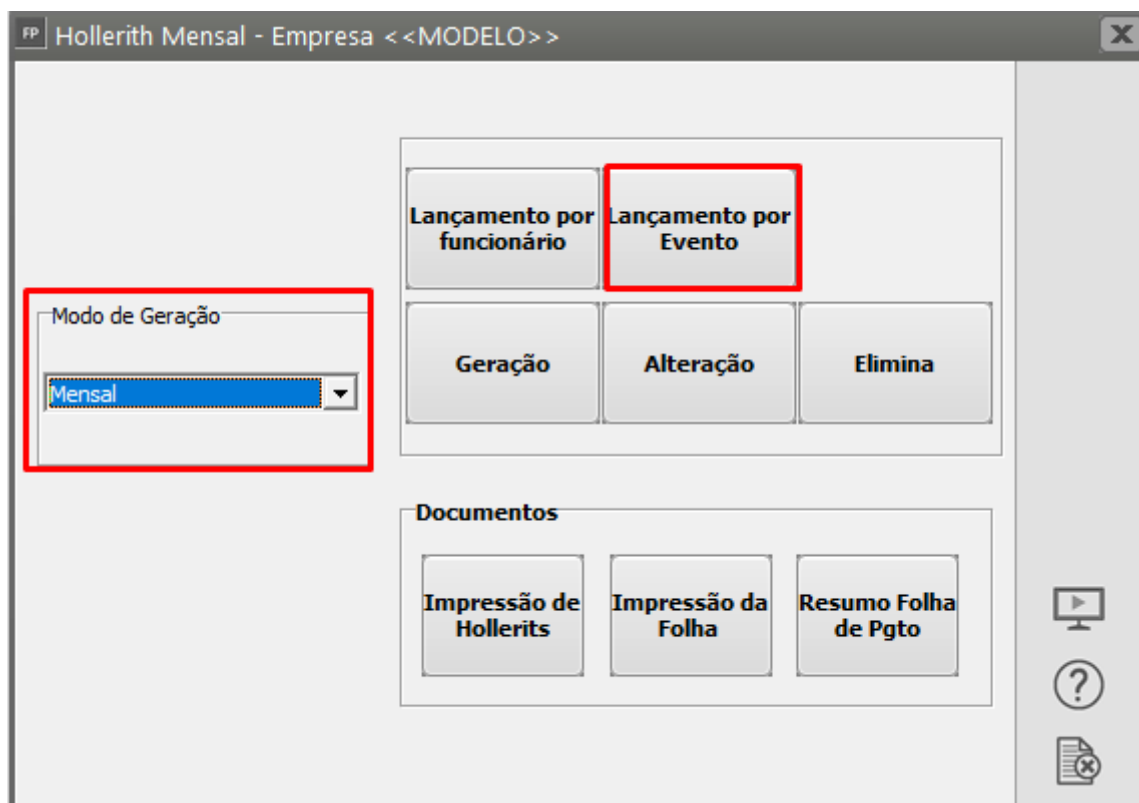 FP Hollerith Mensal - Empresa <<MODELO>>
Lançamento por
funcionário
Lançamento por
Evento
Modo de Geração
Mensal
Geração
Alteração
Elimina
Documentos
Impressão de
Hollerits
Impressão da
Folha
Resumo Folha
de Pgto
?